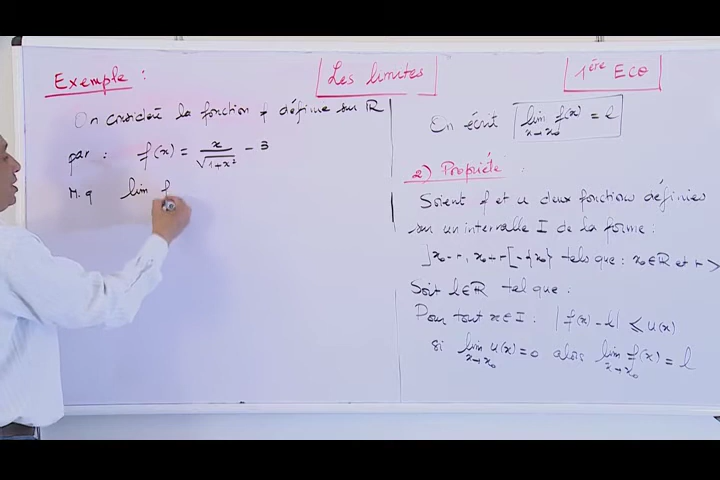 Les limites
1ère Eco
Exemple :
On considère la fonction f définie sur ℝ
par : f(x) = x/√(1+x²) - 3
M. q lim f
On écrit lim f(x) = l
x→x₀
2) Propriété :
Soient f et u deux fonctions définies
sur un intervalle I de la forme :
]x₀-r, x₀+r[-{x₀} tels que : x₀∈ℝ et r>
Soit l∈ℝ tel que :
Pour tout x∈I : |f(x)-l| ⩽ u(x)
si lim u(x)=0 alors lim f(x) = l
x→x₀ x→x₀